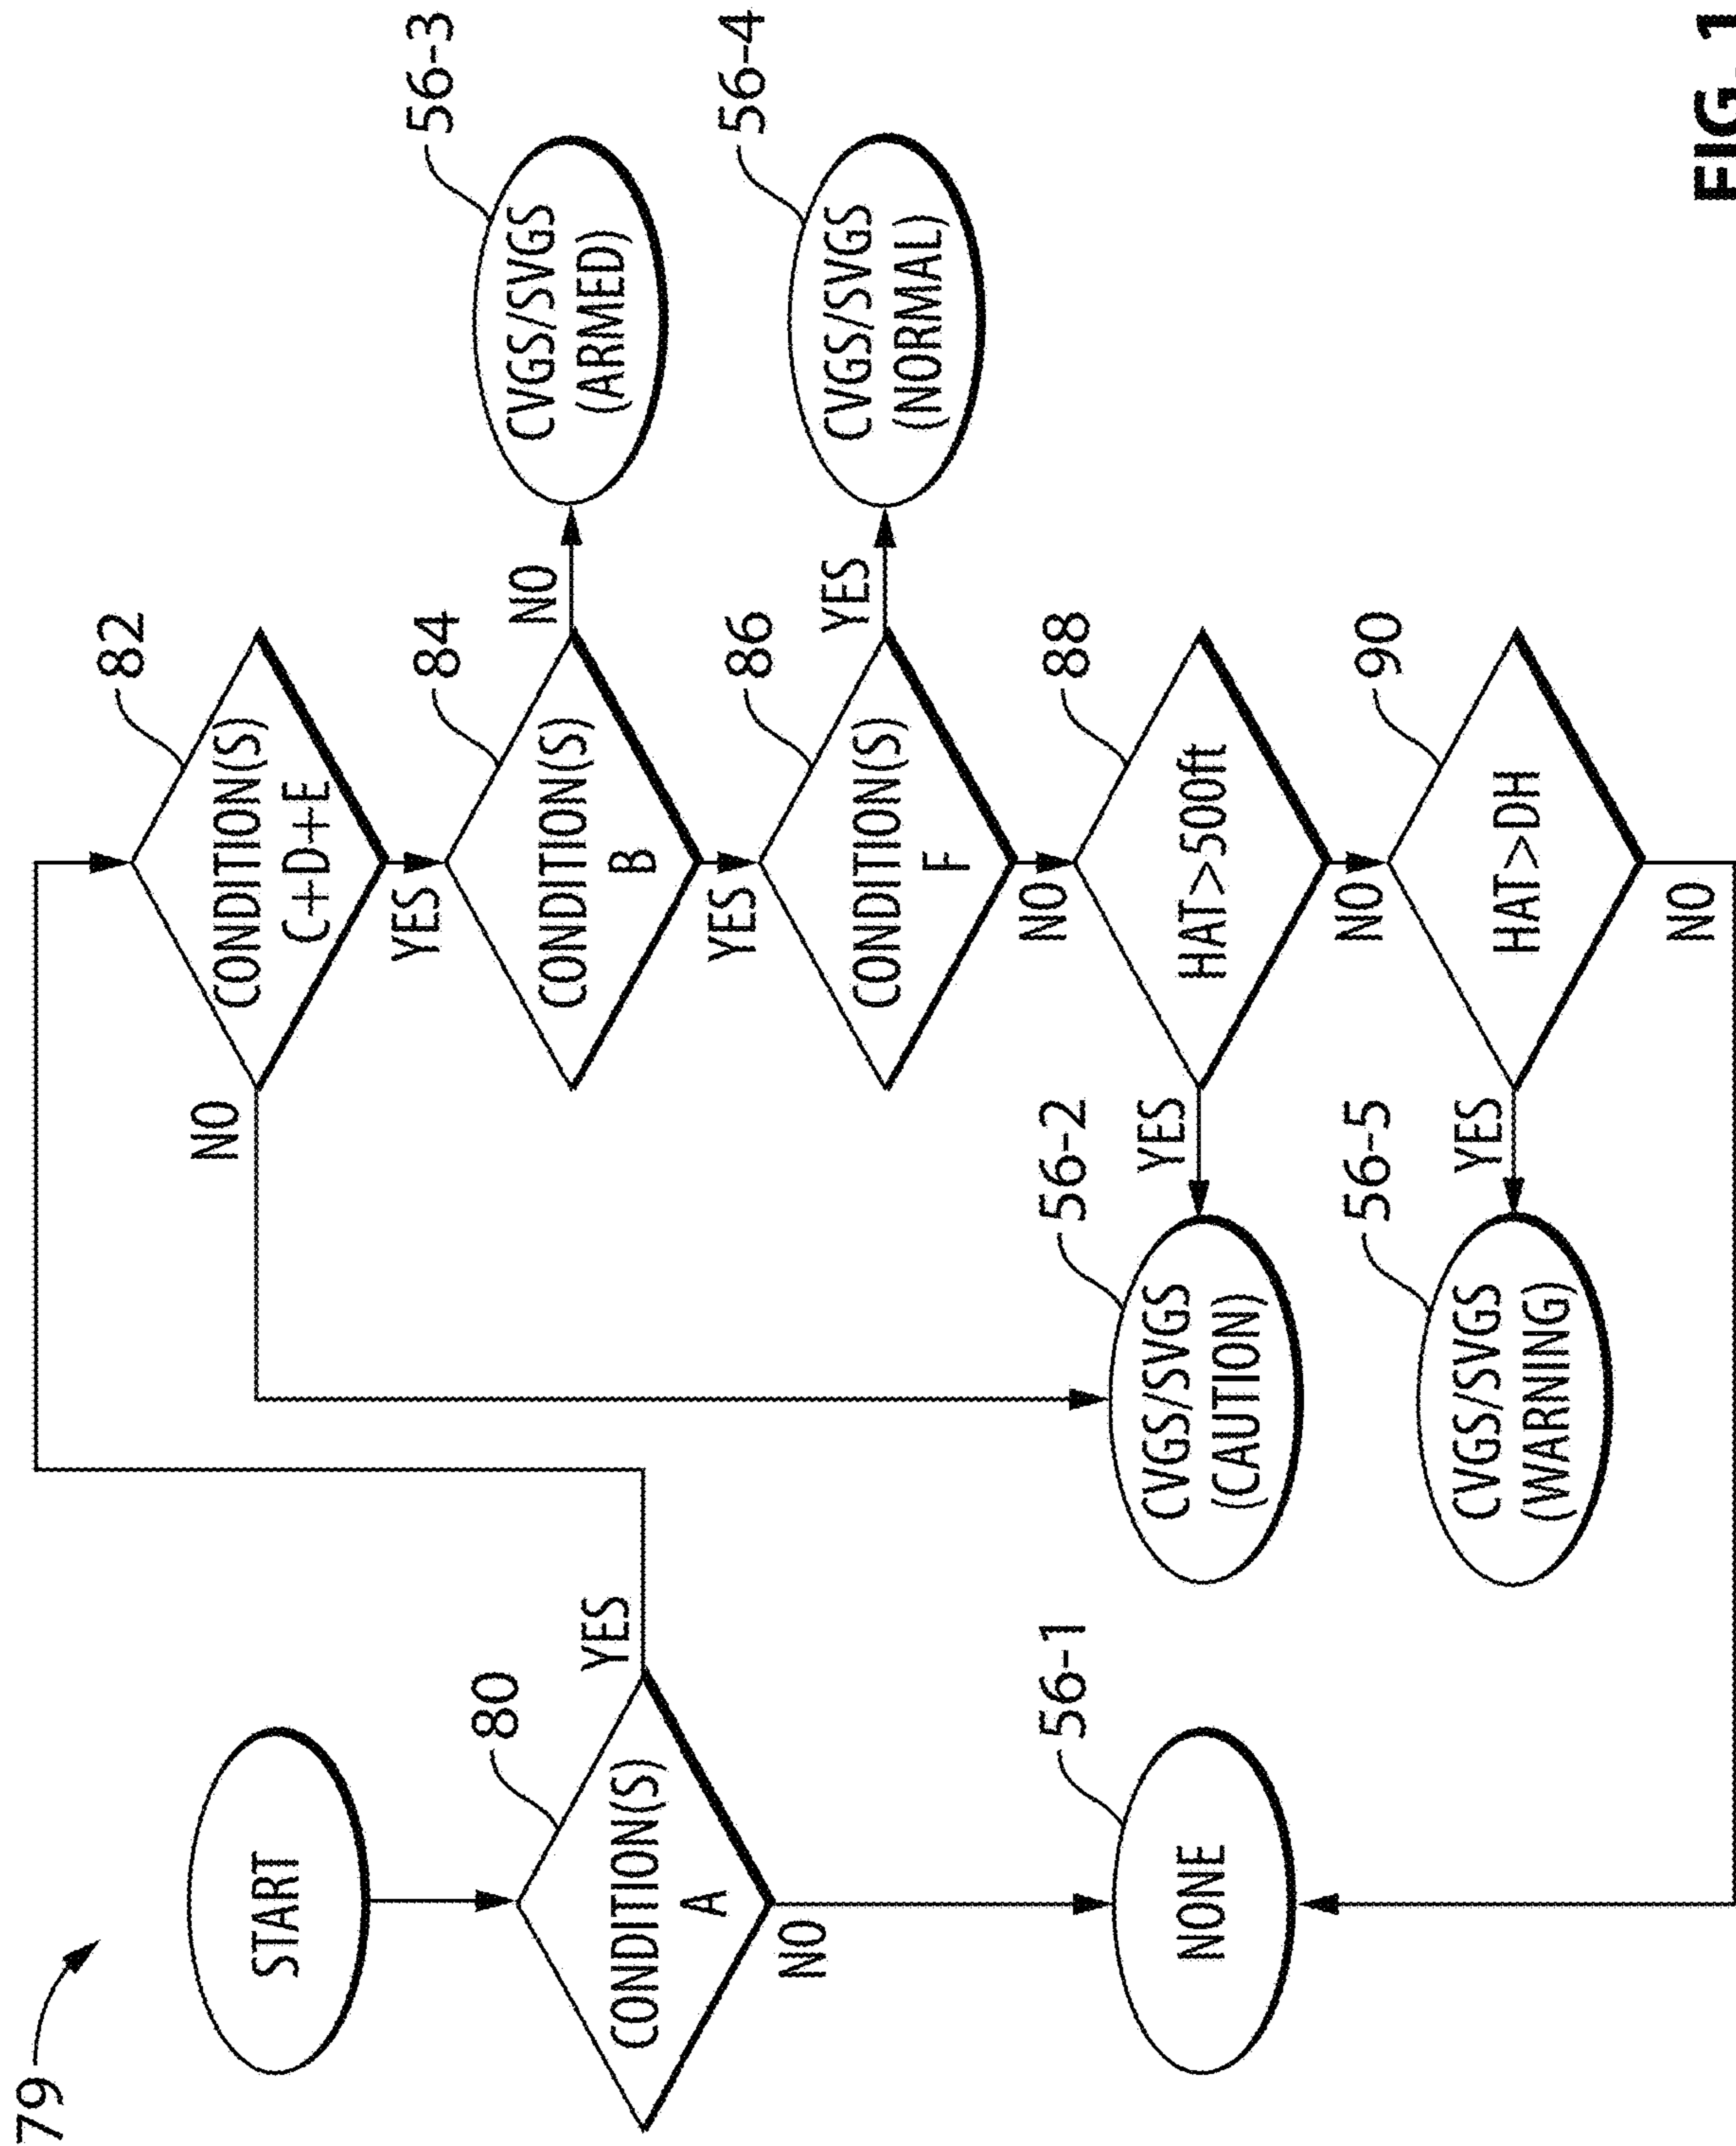 79
START
80
CONDITION(S)
A
YES
NO
56-1
NONE
82
CONDITION(S)
C+D+E
NO
YES
84
CONDITION(S)
B
NO
56-3
CVGS/SVGS
(ARMED)
YES
86
CONDITION(S)
F
YES
56-4
CVGS/SVGS
(NORMAL)
NO
88
HAT>500ft
YES
56-2
CVGS/SVGS
(CAUTION)
NO
90
HAT>DH
YES
56-5
CVGS/SVGS
(WARNING)
NO
FIG. 1